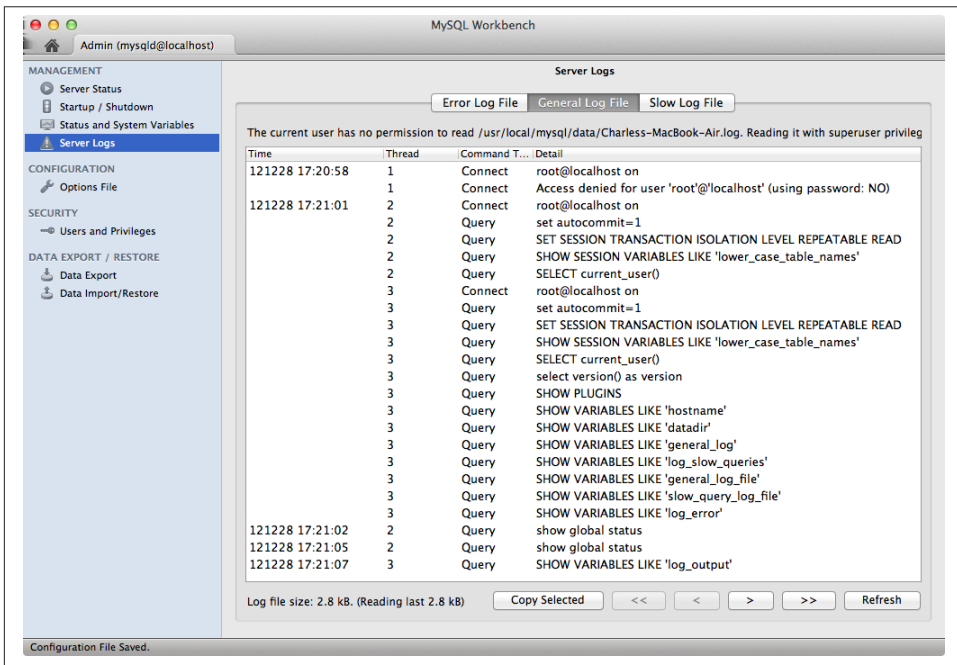 MySQL Workbench
Admin (mysqld@localhost)
MANAGEMENT
Server Status
Startup / Shutdown
Status and System Variables
Server Logs
CONFIGURATION
Options File
SECURITY
Users and Privileges
DATA EXPORT / RESTORE
Data Export
Data Import/Restore
Server Logs
Error Log File General Log File Slow Log File
The current user has no permission to read /usr/local/mysql/data/Charless-MacBook-Air.log. Reading it with superuser privileg
Time Thread Command T... Detail
121228 17:20:58 1 Connect root@localhost on
1 Connect Access denied for user 'root'@'localhost' (using password: NO)
121228 17:21:01 2 Connect root@localhost on
2 Query set autocommit=1
2 Query SET SESSION TRANSACTION ISOLATION LEVEL REPEATABLE READ
2 Query SHOW SESSION VARIABLES LIKE 'lower_case_table_names'
2 Query SELECT current_user()
3 Connect root@localhost on
3 Query set autocommit=1
3 Query SET SESSION TRANSACTION ISOLATION LEVEL REPEATABLE READ
3 Query SHOW SESSION VARIABLES LIKE 'lower_case_table_names'
3 Query SELECT current_user()
3 Query select version() as version
3 Query SHOW PLUGINS
3 Query SHOW VARIABLES LIKE 'hostname'
3 Query SHOW VARIABLES LIKE 'datadir'
3 Query SHOW VARIABLES LIKE 'general_log'
3 Query SHOW VARIABLES LIKE 'log_slow_queries'
3 Query SHOW VARIABLES LIKE 'general_log_file'
3 Query SHOW VARIABLES LIKE 'slow_query_log_file'
3 Query SHOW VARIABLES LIKE 'log_error'
121228 17:21:02 2 Query show global status
121228 17:21:05 2 Query show global status
121228 17:21:07 3 Query SHOW VARIABLES LIKE 'log_output'
Log file size: 2.8 kB. (Reading last 2.8 kB) Copy Selected << < > >> Refresh
Configuration File Saved.